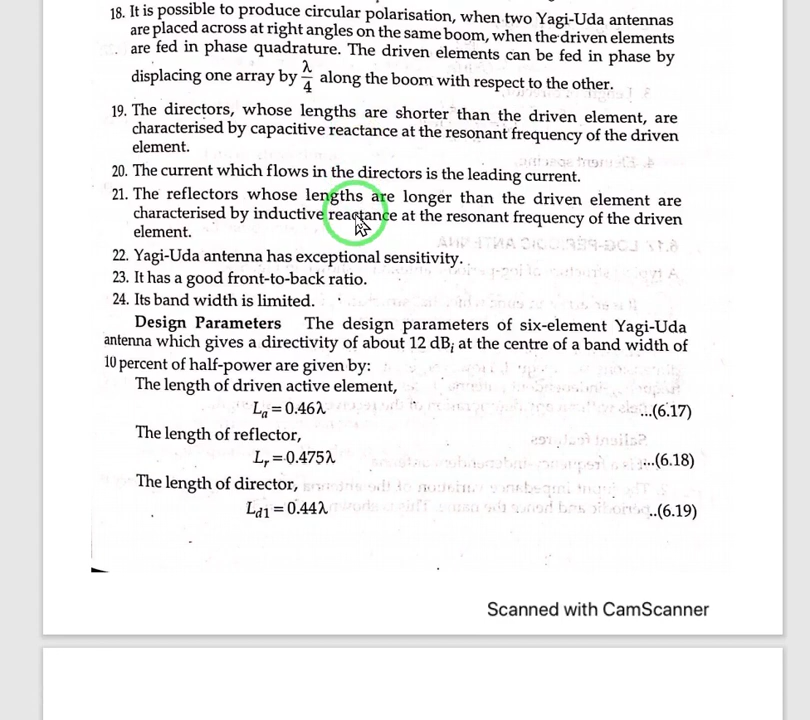 18. It is possible to produce circular polarisation, when two Yagi-Uda antennas
are placed across at right angles on the same boom, when the driven elements
are fed in phase quadrature. The driven elements can be fed in phase by
displacing one array by λ/4 along the boom with respect to the other.
19. The directors, whose lengths are shorter than the driven element, are
characterised by capacitive reactance at the resonant frequency of the driven
element.
20. The current which flows in the directors is the leading current.
21. The reflectors whose lengths are longer than the driven element are
characterised by inductive reactance at the resonant frequency of the driven
element.
22. Yagi-Uda antenna has exceptional sensitivity.
23. It has a good front-to-back ratio.
24. Its band width is limited.
Design Parameters The design parameters of six-element Yagi-Uda
antenna which gives a directivity of about 12 dBi at the centre of a band width of
10 percent of half-power are given by:
The length of driven active element,
La = 0.46λ ...(6.17)
The length of reflector,
Lr = 0.475λ ...(6.18)
The length of director,
Ld1 = 0.44λ ...(6.19)
Scanned with CamScanner